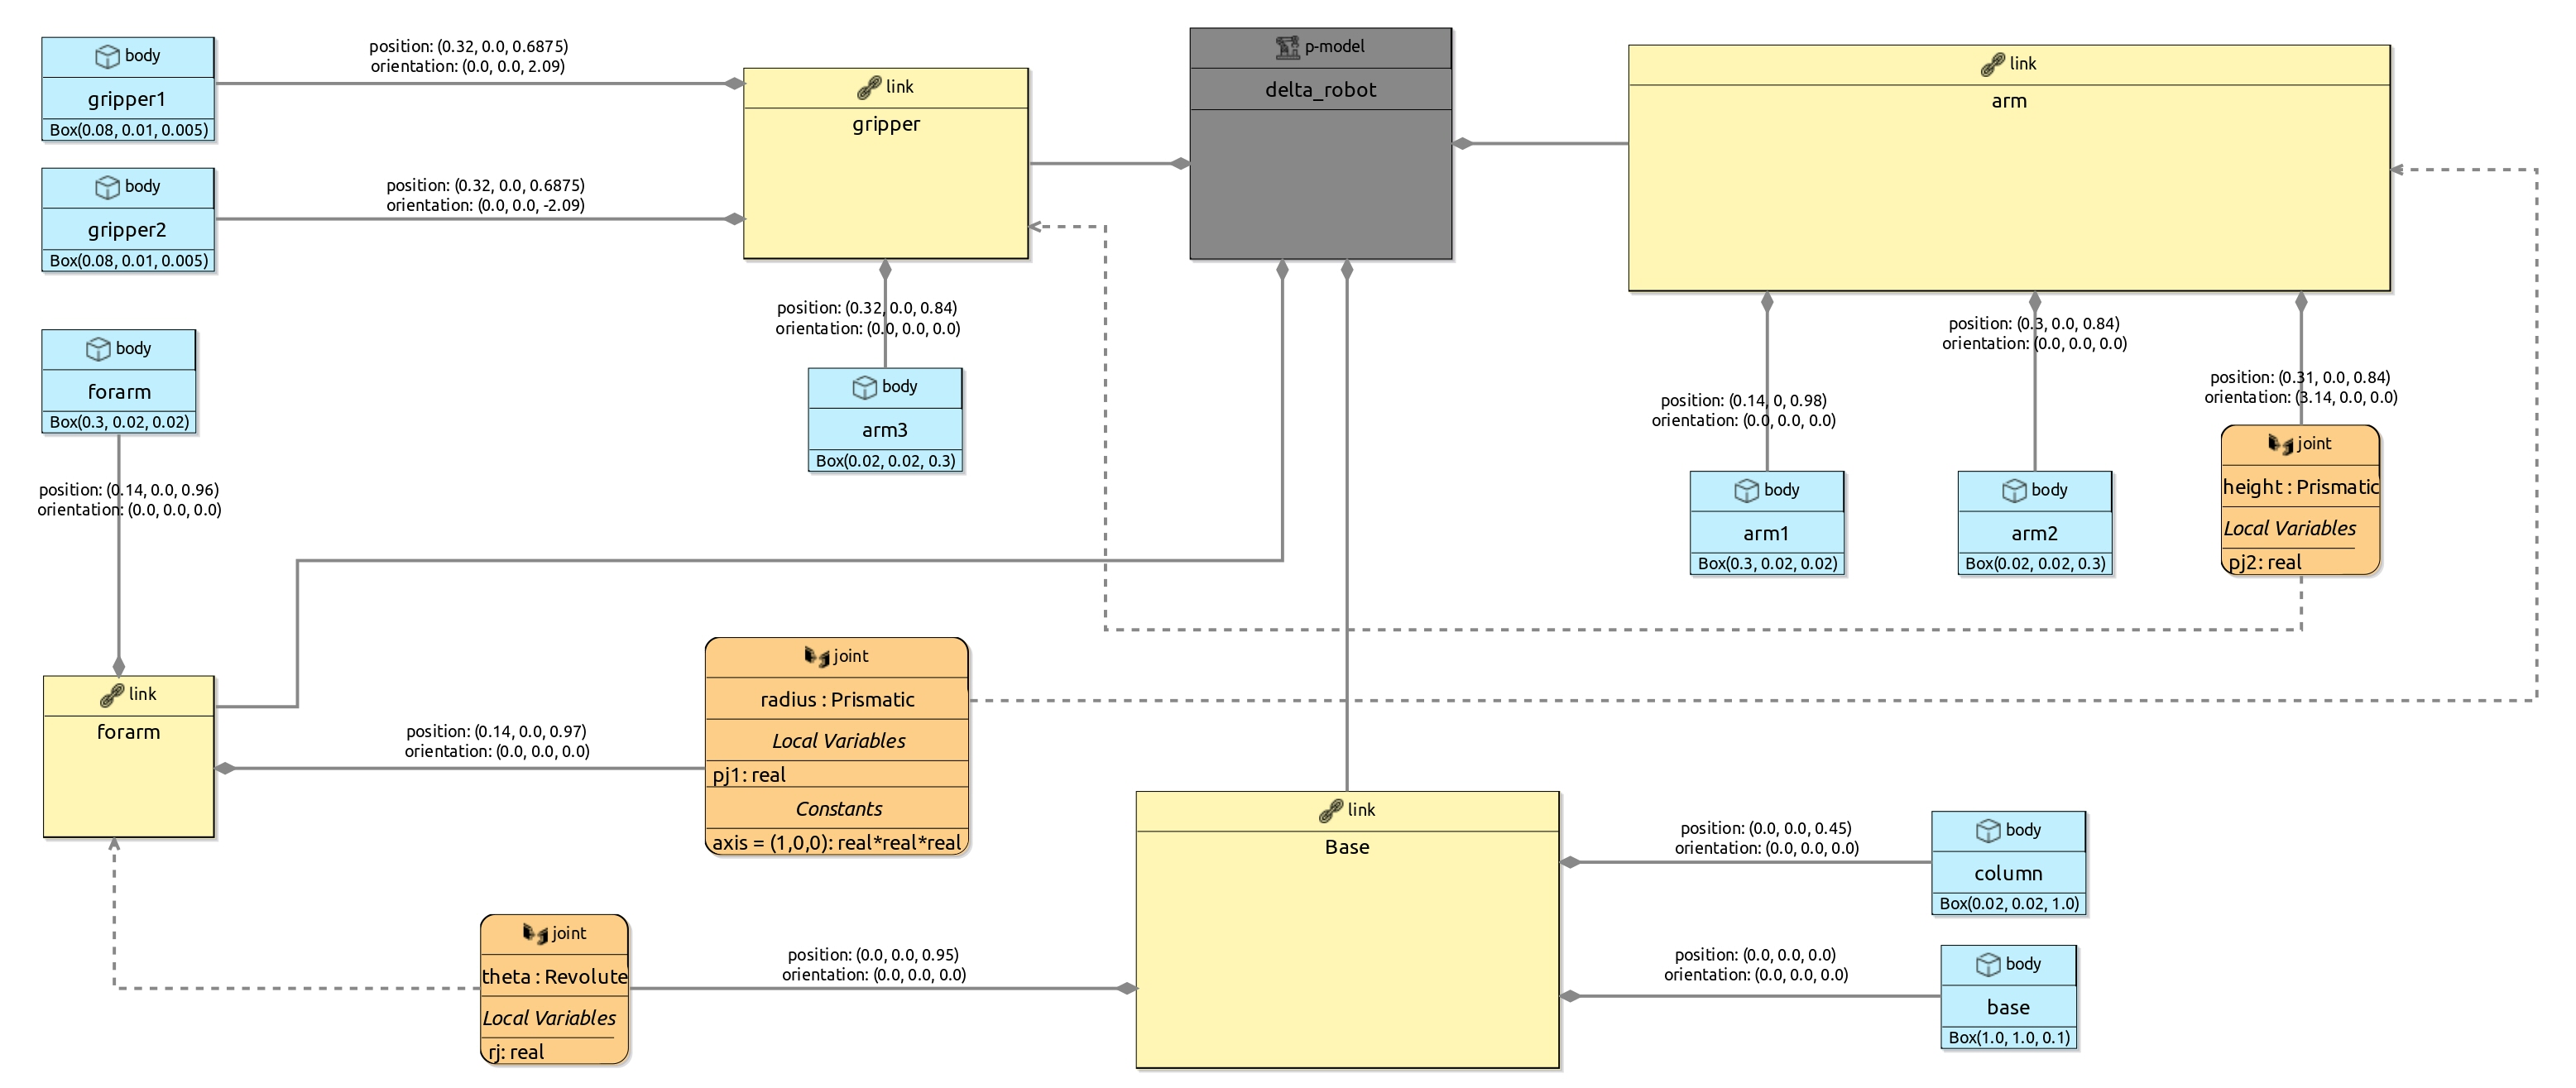 body
gripper1
Box(0.08, 0.01, 0.005)
position: (0.32, 0.0, 0.6875)
orientation: (0.0, 0.0, 2.09)
body
gripper2
Box(0.08, 0.01, 0.005)
position: (0.32, 0.0, 0.6875)
orientation: (0.0, 0.0, -2.09)
link
gripper
p-model
delta_robot
link
arm
position: (0.32, 0.0, 0.84)
orientation: (0.0, 0.0, 0.0)
body
arm3
Box(0.02, 0.02, 0.3)
position: (0.14, 0, 0.98)
orientation: (0.0, 0.0, 0.0)
body
arm1
Box(0.3, 0.02, 0.02)
position: (0.3, 0.0, 0.84)
orientation: (0.0, 0.0, 0.0)
body
arm2
Box(0.02, 0.02, 0.3)
position: (0.31, 0.0, 0.84)
orientation: (3.14, 0.0, 0.0)
joint
height : Prismatic
Local Variables
pj2: real
body
forarm
Box(0.3, 0.02, 0.02)
position: (0.14, 0.0, 0.96)
orientation: (0.0, 0.0, 0.0)
link
forarm
position: (0.14, 0.0, 0.97)
orientation: (0.0, 0.0, 0.0)
joint
radius : Prismatic
Local Variables
pj1: real
Constants
axis = (1,0,0): real*real*real
joint
theta : Revolute
Local Variables
rj: real
position: (0.0, 0.0, 0.95)
orientation: (0.0, 0.0, 0.0)
link
Base
position: (0.0, 0.0, 0.45)
orientation: (0.0, 0.0, 0.0)
body
column
Box(0.02, 0.02, 1.0)
position: (0.0, 0.0, 0.0)
orientation: (0.0, 0.0, 0.0)
body
base
Box(1.0, 1.0, 0.1)